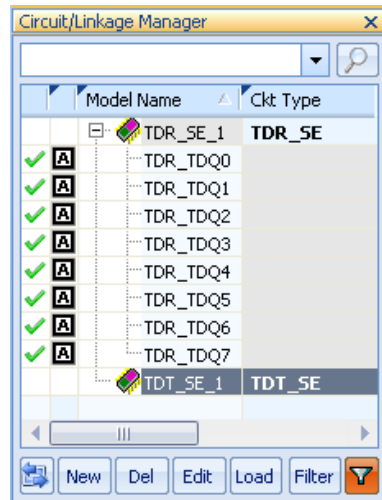 Circuit/Linkage Manager
Model Name Ckt Type
TDR_SE_1 TDR_SE
A TDR_TDQ0
A TDR_TDQ1
A TDR_TDQ2
A TDR_TDQ3
A TDR_TDQ4
A TDR_TDQ5
A TDR_TDQ6
A TDR_TDQ7
TDT_SE_1 TDT_SE
New Del Edit Load Filter